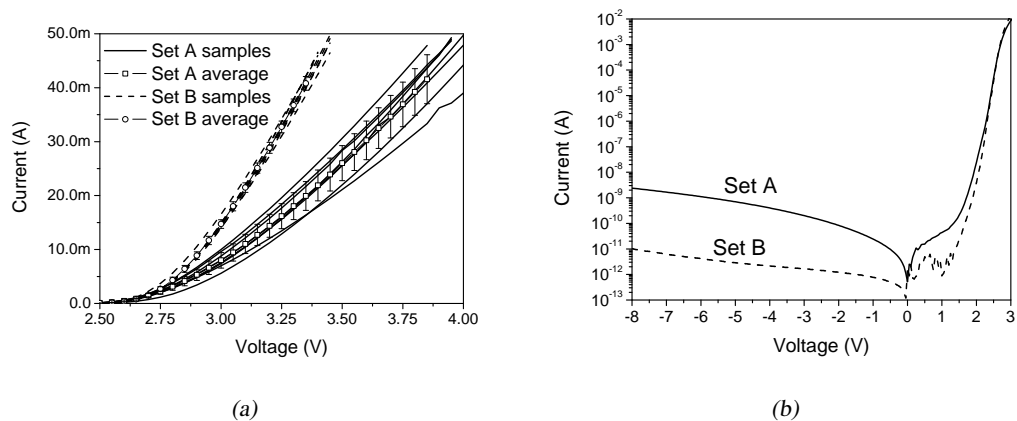 50.0m
40.0m
30.0m
20.0m
10.0m
0.0
Current (A)
Set A samples
Set A average
Set B samples
Set B average
2.50 2.75 3.00 3.25 3.50 3.75 4.00
Voltage (V)
(a)
10-2
10-3
10-4
10-5
10-6
10-7
10-8
10-9
10-10
10-11
10-12
10-13
Current (A)
Set A
Set B
-8 -7 -6 -5 -4 -3 -2 -1 0 1 2 3
Voltage (V)
(b)